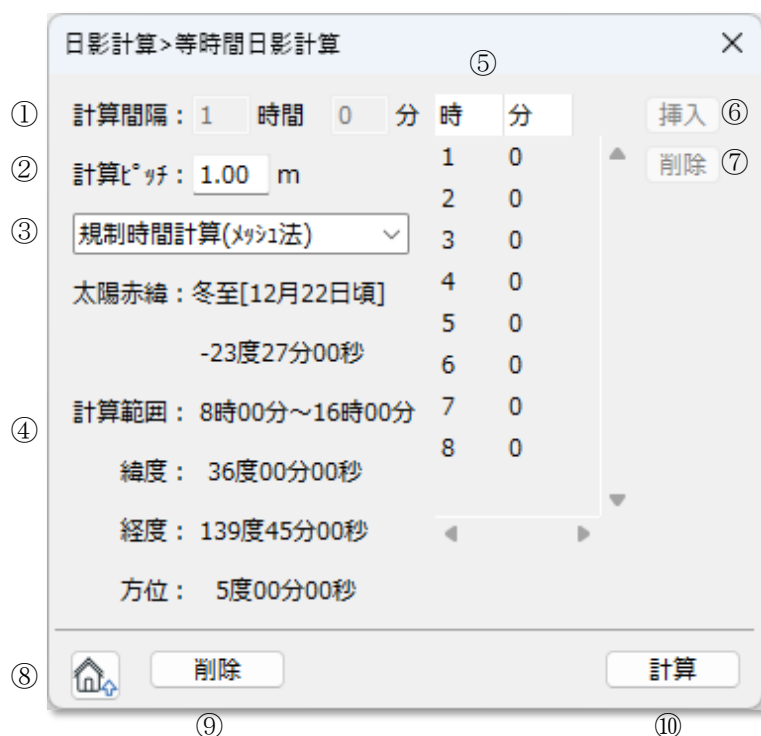 日影計算>等時間日影計算
⑤
① 計算間隔： 1 時間 0 分 時 分 挿入 ⑥
1 0 削除 ⑦
② 計算ﾋﾟｯﾁ： 1.00 m
2 0
③ 規制時間計算(ﾒｯｼｭ法) 3 0
太陽赤緯：冬至[12月22日頃] 4 0
5 0
-23度27分00秒 6 0
④ 計算範囲： 8時00分～16時00分 7 0
8 0
緯度： 36度00分00秒
経度： 139度45分00秒
方位： 5度00分00秒
⑧ 削除 計算
⑨ ⑩